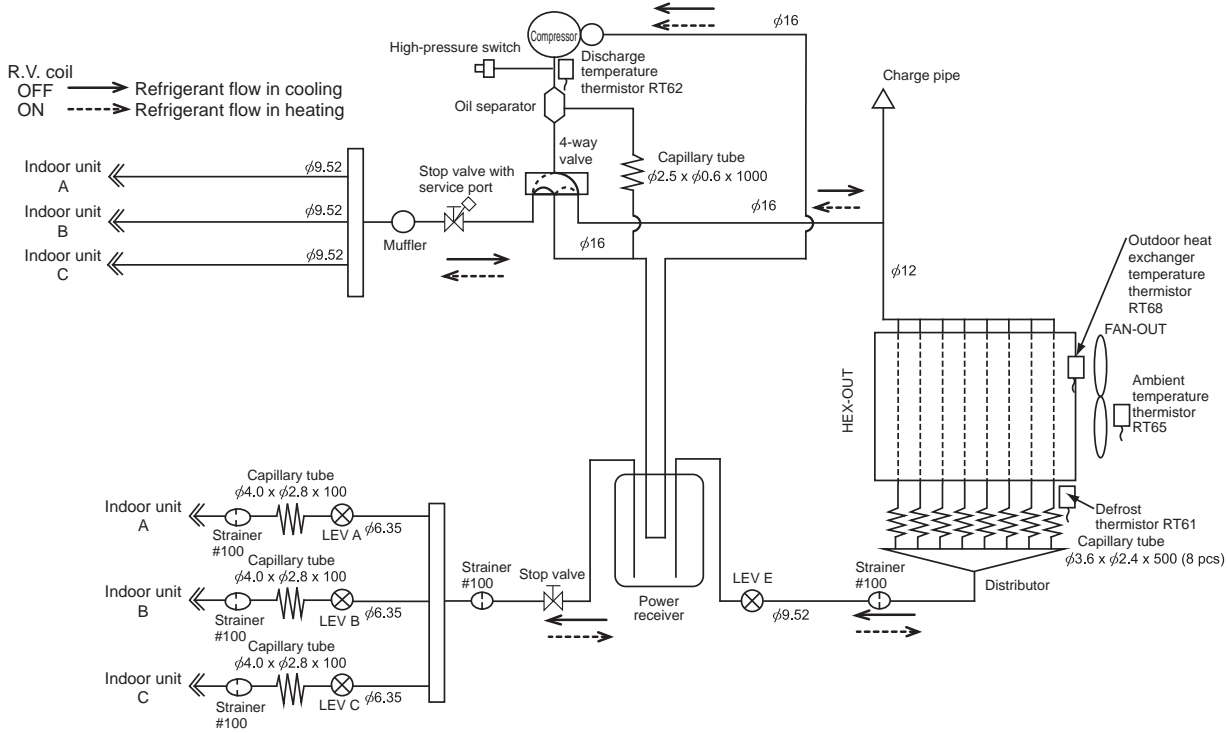 Compressor
ϕ16
High-pressure switch
Discharge
temperature
thermistor RT62
R.V. coil
OFF Refrigerant flow in cooling
ON Refrigerant flow in heating
Oil separator
Charge pipe
4-way
valve
Capillary tube
ϕ2.5 x ϕ0.6 x 1000
Stop valve with
service port
Indoor unit
A
ϕ9.52
Indoor unit
B
ϕ9.52
Indoor unit
C
ϕ9.52
Muffler
ϕ16
ϕ16
ϕ12
Outdoor heat
exchanger
temperature
thermistor
RT68
FAN-OUT
HEX-OUT
Ambient
temperature
thermistor
RT65
Defrost
thermistor RT61
Capillary tube
ϕ3.6 x ϕ2.4 x 500 (8 pcs)
Distributor
Strainer
#100
LEV E
ϕ9.52
Power
receiver
Stop valve
Strainer
#100
Capillary tube
ϕ4.0 x ϕ2.8 x 100
Indoor unit
A
Strainer
#100
LEV A
ϕ6.35
Capillary tube
ϕ4.0 x ϕ2.8 x 100
Indoor unit
B
Strainer
#100
LEV B
ϕ6.35
Capillary tube
ϕ4.0 x ϕ2.8 x 100
Indoor unit
C
Strainer
#100
LEV C
ϕ6.35